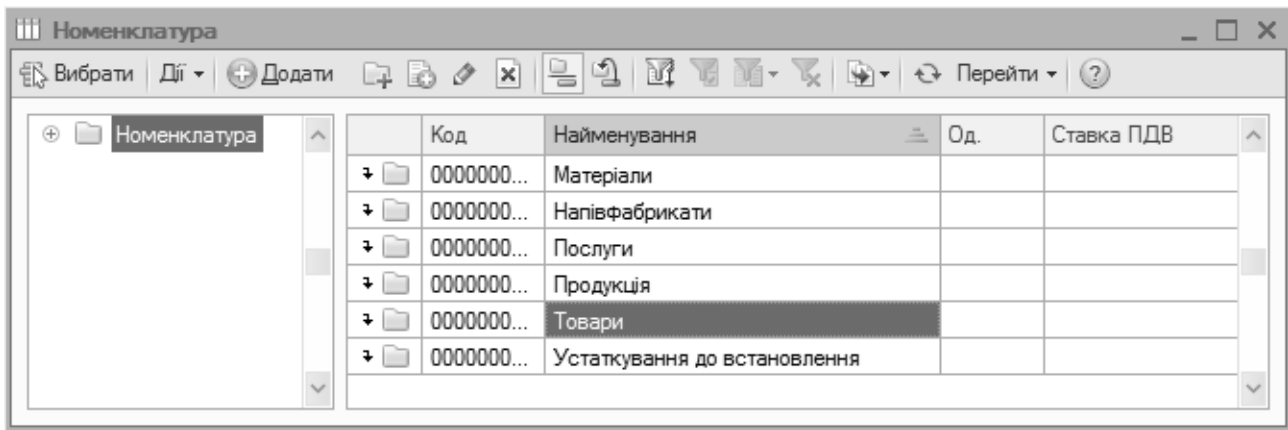 Номенклатура
Вибрати Дії Додати Перейти ?
Номенклатура
Код Найменування Од. Ставка ПДВ
0000000... Матеріали
0000000... Напівфабрикати
0000000... Послуги
0000000... Продукція
0000000... Товари
0000000... Устаткування до встановлення